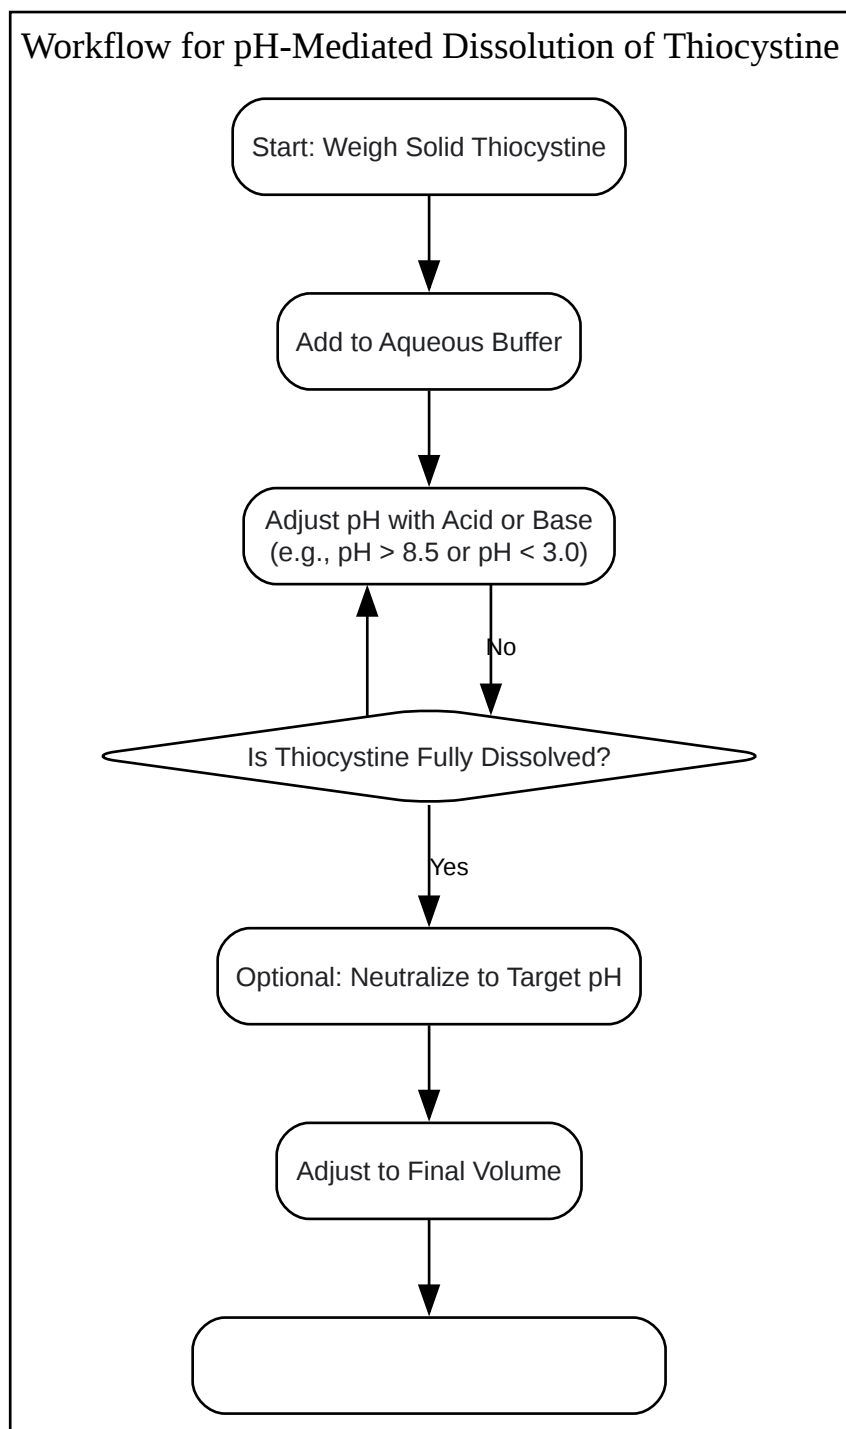 Workflow for pH-Mediated Dissolution of Thiocystine
Start: Weigh Solid Thiocystine
Add to Aqueous Buffer
Adjust pH with Acid or Base
(e.g., pH > 8.5 or pH < 3.0)
No
Is Thiocystine Fully Dissolved?
Yes
Optional: Neutralize to Target pH
Adjust to Final Volume